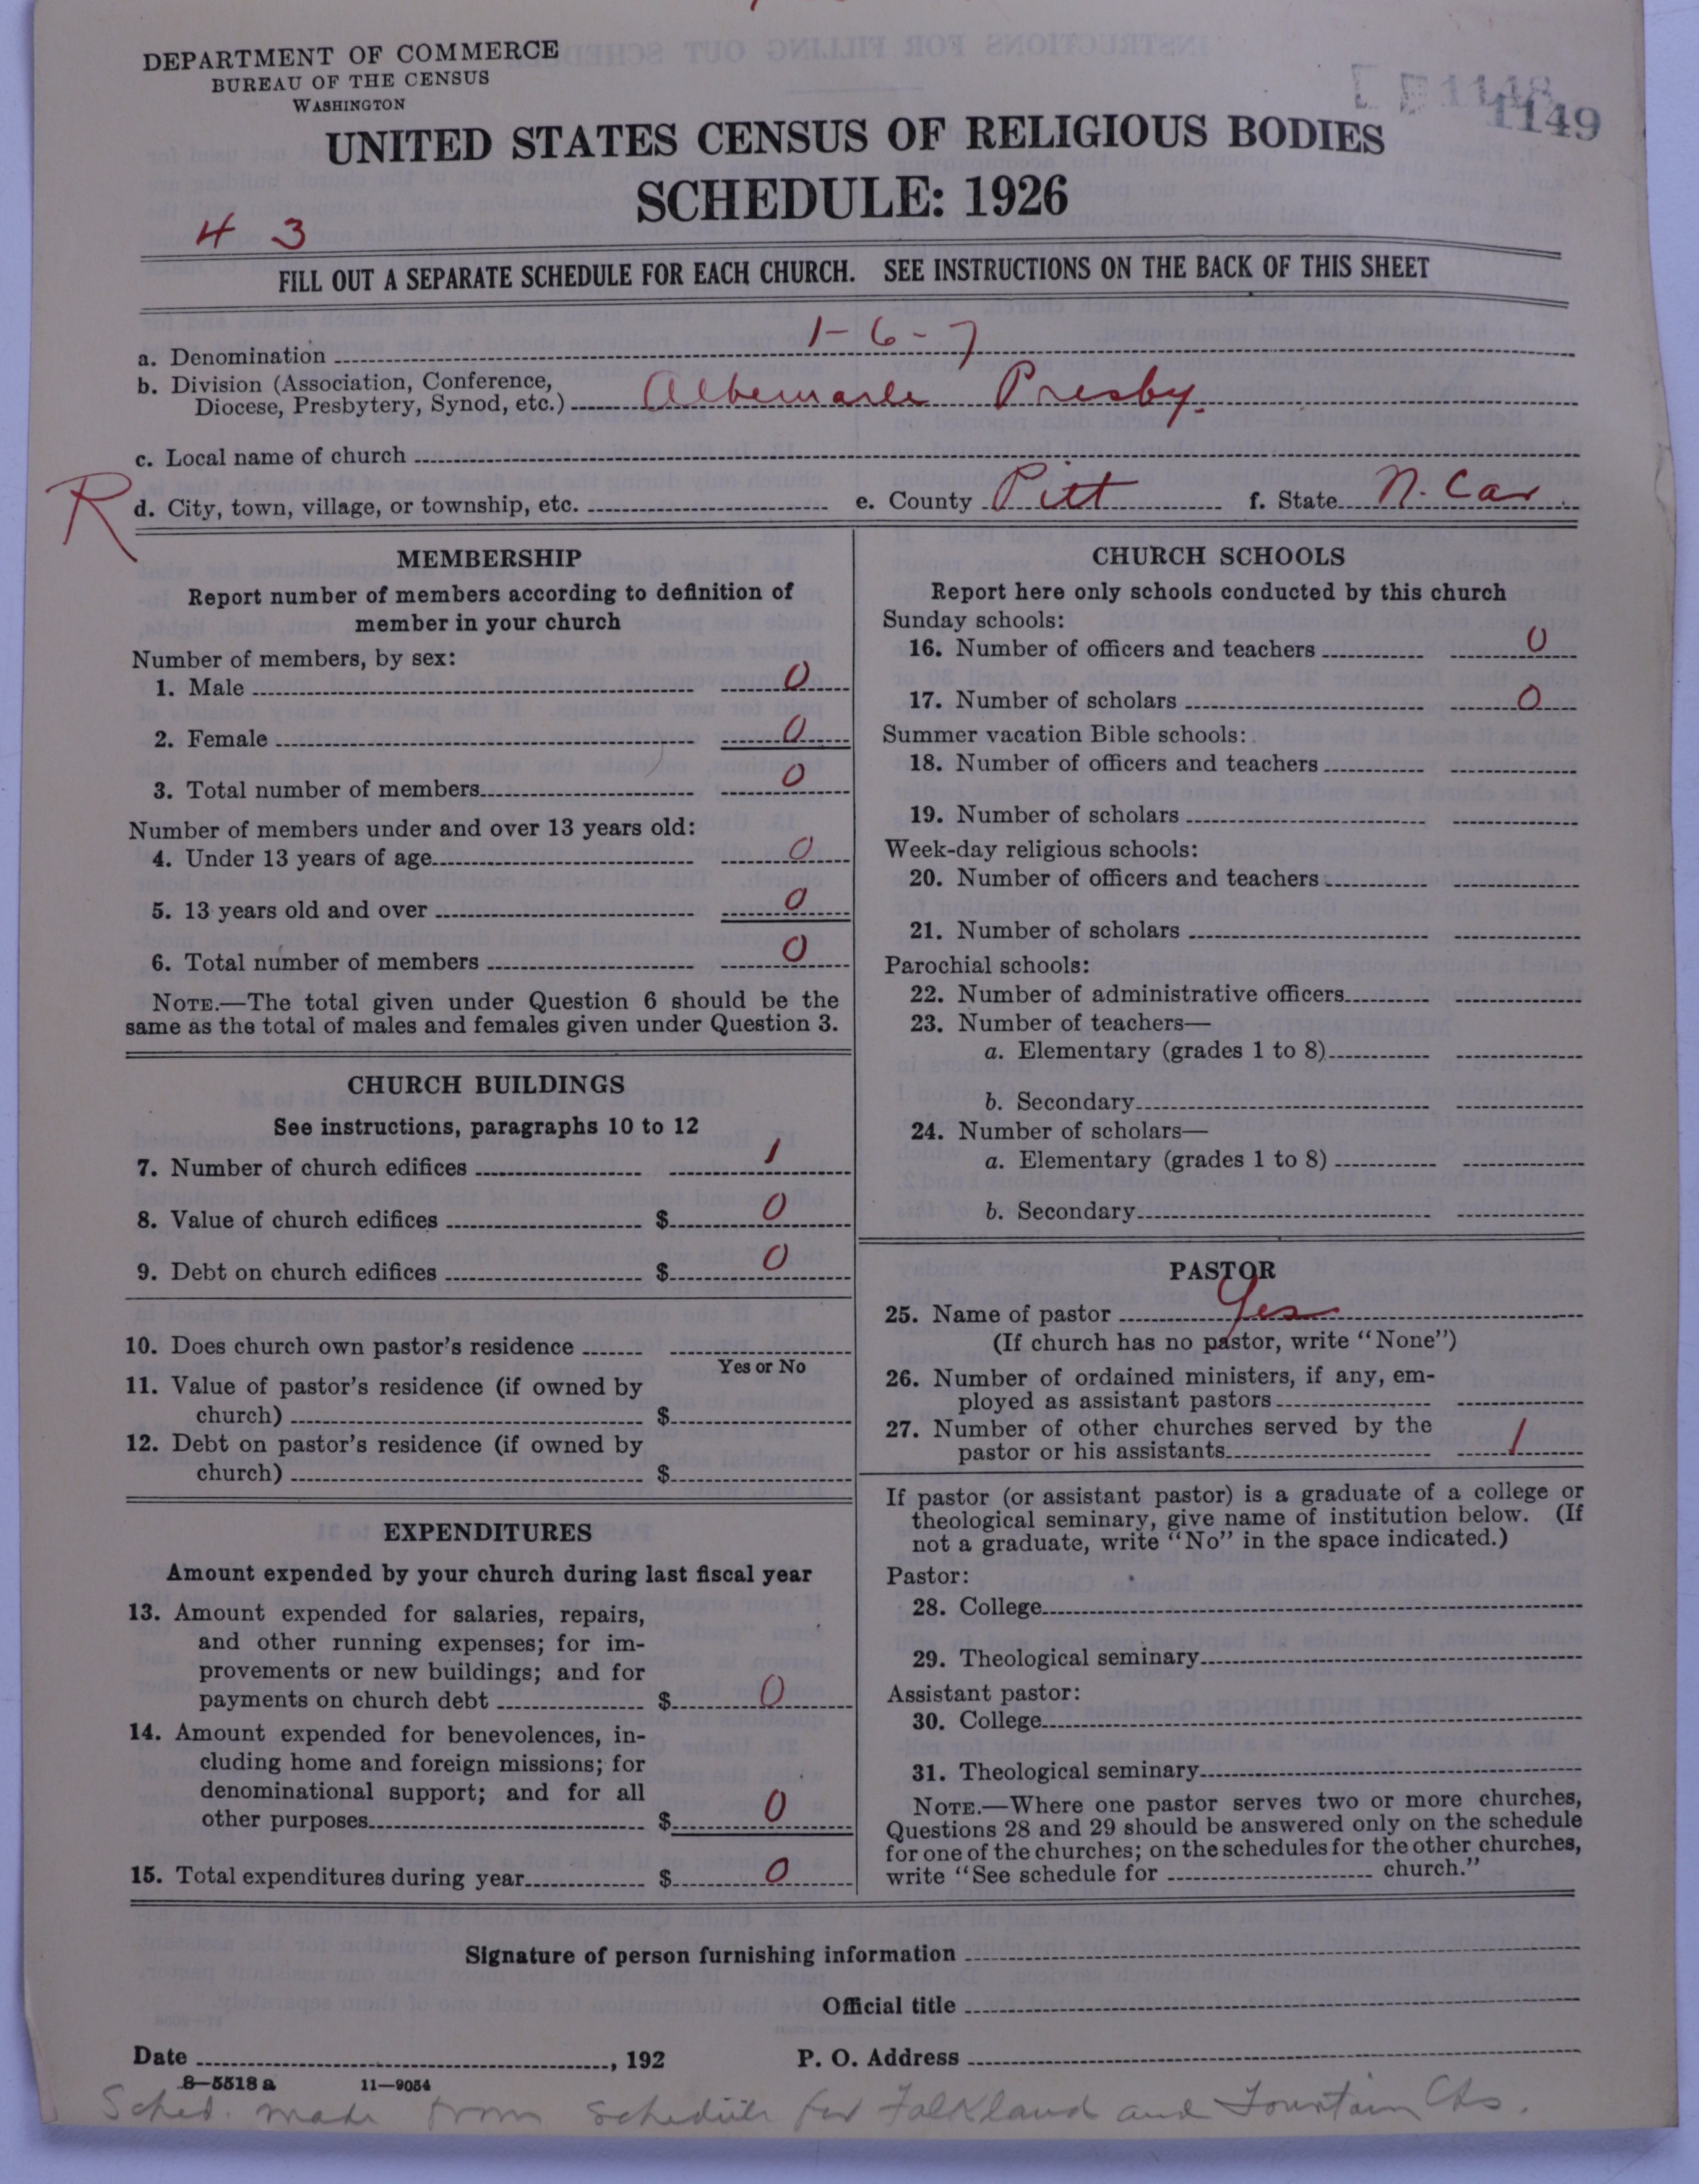 DEPARTMENT OF COMMERCE
BUREAU OF THE CENSUS
WASHINGTON
1148
1149
UNITED STATES CENSUS OF RELIGIOUS BODIES
SCHEDULE: 1926
4 3
FILL OUT A SEPARATE SCHEDULE FOR EACH CHURCH. SEE INSTRUCTIONS ON THE BACK OF THIS SHEET
a. Denomination 1-6-7
b. Division (Association, Conference,
Diocese, Presbytery, Synod, etc.) Albemarle Presby.
c. Local name of church
R
d. City, town, village, or township, etc. e. County Pitt f. State N. Car
MEMBERSHIP
Report number of members according to definition of
member in your church
Number of members, by sex:
1. Male 0
2. Female 0
3. Total number of members 0
Number of members under and over 13 years old:
4. Under 13 years of age 0
5. 13 years old and over 0
6. Total number of members 0
NOTE.—The total given under Question 6 should be the
same as the total of males and females given under Question 3.
CHURCH BUILDINGS
See instructions, paragraphs 10 to 12
7. Number of church edifices 1
8. Value of church edifices $ 0
9. Debt on church edifices $ 0
10. Does church own pastor's residence
Yes or No
11. Value of pastor's residence (if owned by
church) $
12. Debt on pastor's residence (if owned by
church) $
EXPENDITURES
Amount expended by your church during last fiscal year
13. Amount expended for salaries, repairs,
and other running expenses; for im-
provements or new buildings; and for
payments on church debt $ 0
14. Amount expended for benevolences, in-
cluding home and foreign missions; for
denominational support; and for all
other purposes $ 0
15. Total expenditures during year $ 0
CHURCH SCHOOLS
Report here only schools conducted by this church
Sunday schools:
16. Number of officers and teachers 0
17. Number of scholars 0
Summer vacation Bible schools:
18. Number of officers and teachers
19. Number of scholars
Week-day religious schools:
20. Number of officers and teachers
21. Number of scholars
Parochial schools:
22. Number of administrative officers
23. Number of teachers—
a. Elementary (grades 1 to 8)
b. Secondary
24. Number of scholars—
a. Elementary (grades 1 to 8)
b. Secondary
PASTOR
25. Name of pastor Yes
(If church has no pastor, write "None")
26. Number of ordained ministers, if any, em-
ployed as assistant pastors
27. Number of other churches served by the
pastor or his assistants 1
If pastor (or assistant pastor) is a graduate of a college or
theological seminary, give name of institution below. (If
not a graduate, write "No" in the space indicated.)
Pastor:
28. College
29. Theological seminary
Assistant pastor:
30. College
31. Theological seminary
NOTE.—Where one pastor serves two or more churches,
Questions 28 and 29 should be answered only on the schedule
for one of the churches; on the schedules for the other churches,
write "See schedule for church."
Signature of person furnishing information
Official title
Date , 192 P. O. Address
8—5518 a 11—9054
Sched. made from schedule for Falkland and Fountain Chs.